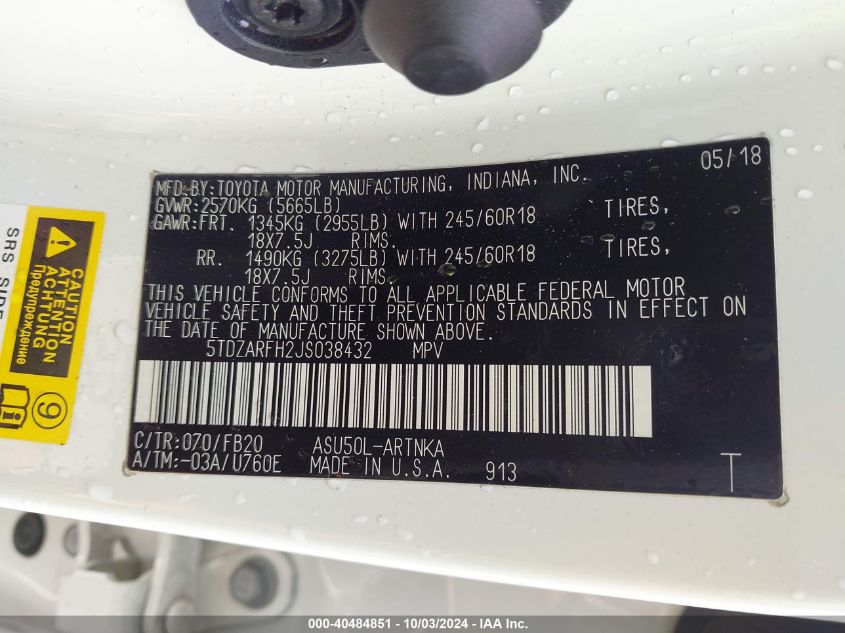 05/18
MFD.BY:TOYOTA MOTOR MANUFACTURING, INDIANA, INC.
GVWR:2570KG (5665LB)
GAWR:FRT. 1345KG (2955LB) WITH 245/60R18 TIRES,
18X7.5J RIMS.
RR. 1490KG (3275LB) WITH 245/60R18 TIRES,
18X7.5J RIMS.
THIS VEHICLE CONFORMS TO ALL APPLICABLE FEDERAL MOTOR
VEHICLE SAFETY AND THEFT PREVENTION STANDARDS IN EFFECT ON
THE DATE OF MANUFACTURE SHOWN ABOVE.
5TDZARFH2JS038432 MPV
C/TR:070/FB20 ASU50L-ARTNKA
A/TM:-03A/U760E MADE IN U.S.A. 913 T
SRS SIDE
CAUTION
ATTENTION
ACHTUNG
Предупреждение
9
000-40484851 - 10/03/2024 - IAA Inc.